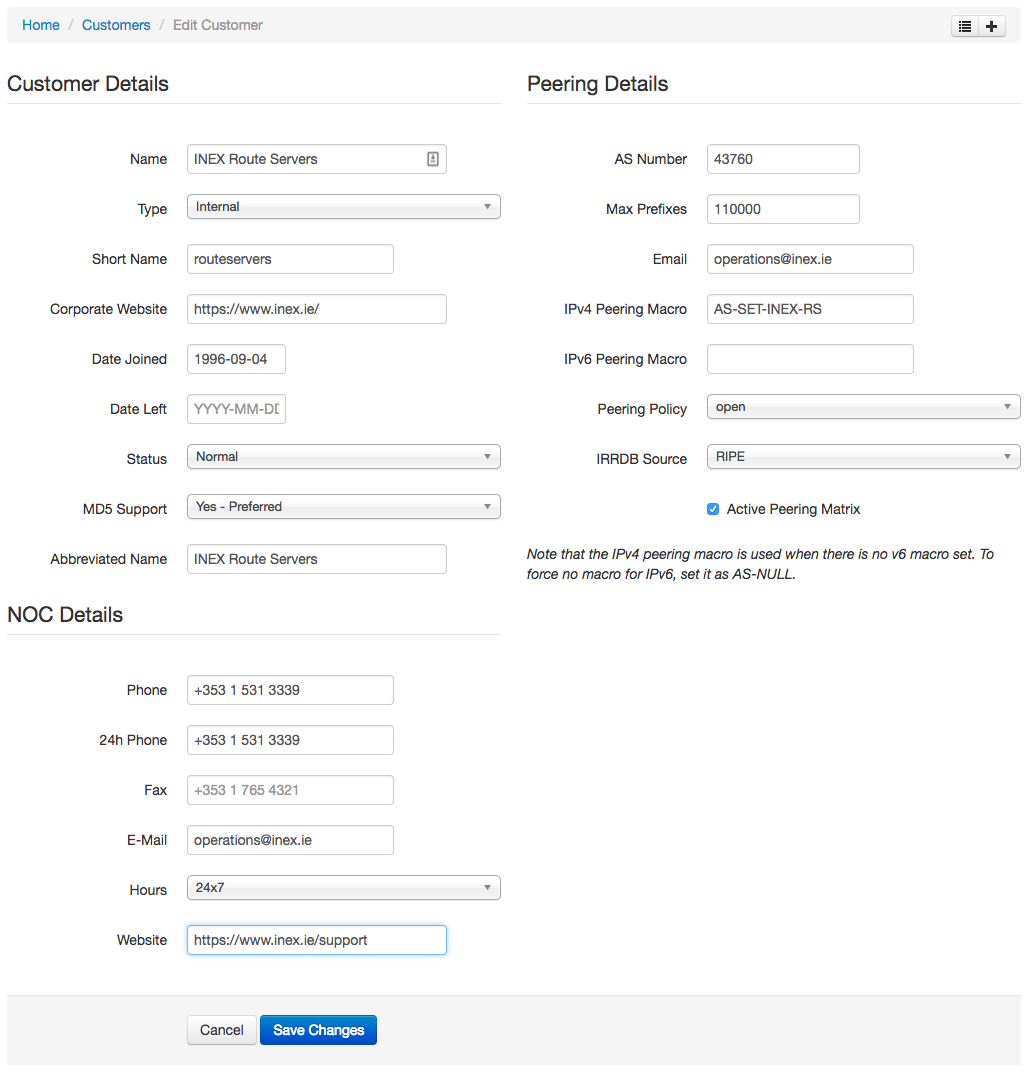 Home / Customers / Edit Customer
Customer Details
Name INEX Route Servers
Type Internal
Short Name routeservers
Corporate Website https://www.inex.ie/
Date Joined 1996-09-04
Date Left YYYY-MM-DD
Status Normal
MD5 Support Yes - Preferred
Abbreviated Name INEX Route Servers
Peering Details
AS Number 43760
Max Prefixes 110000
Email operations@inex.ie
IPv4 Peering Macro AS-SET-INEX-RS
IPv6 Peering Macro
Peering Policy open
IRRDB Source RIPE
Active Peering Matrix
Note that the IPv4 peering macro is used when there is no v6 macro set. To
force no macro for IPv6, set it as AS-NULL.
NOC Details
Phone +353 1 531 3339
24h Phone +353 1 531 3339
Fax +353 1 765 4321
E-Mail operations@inex.ie
Hours 24x7
Website https://www.inex.ie/support
Cancel Save Changes